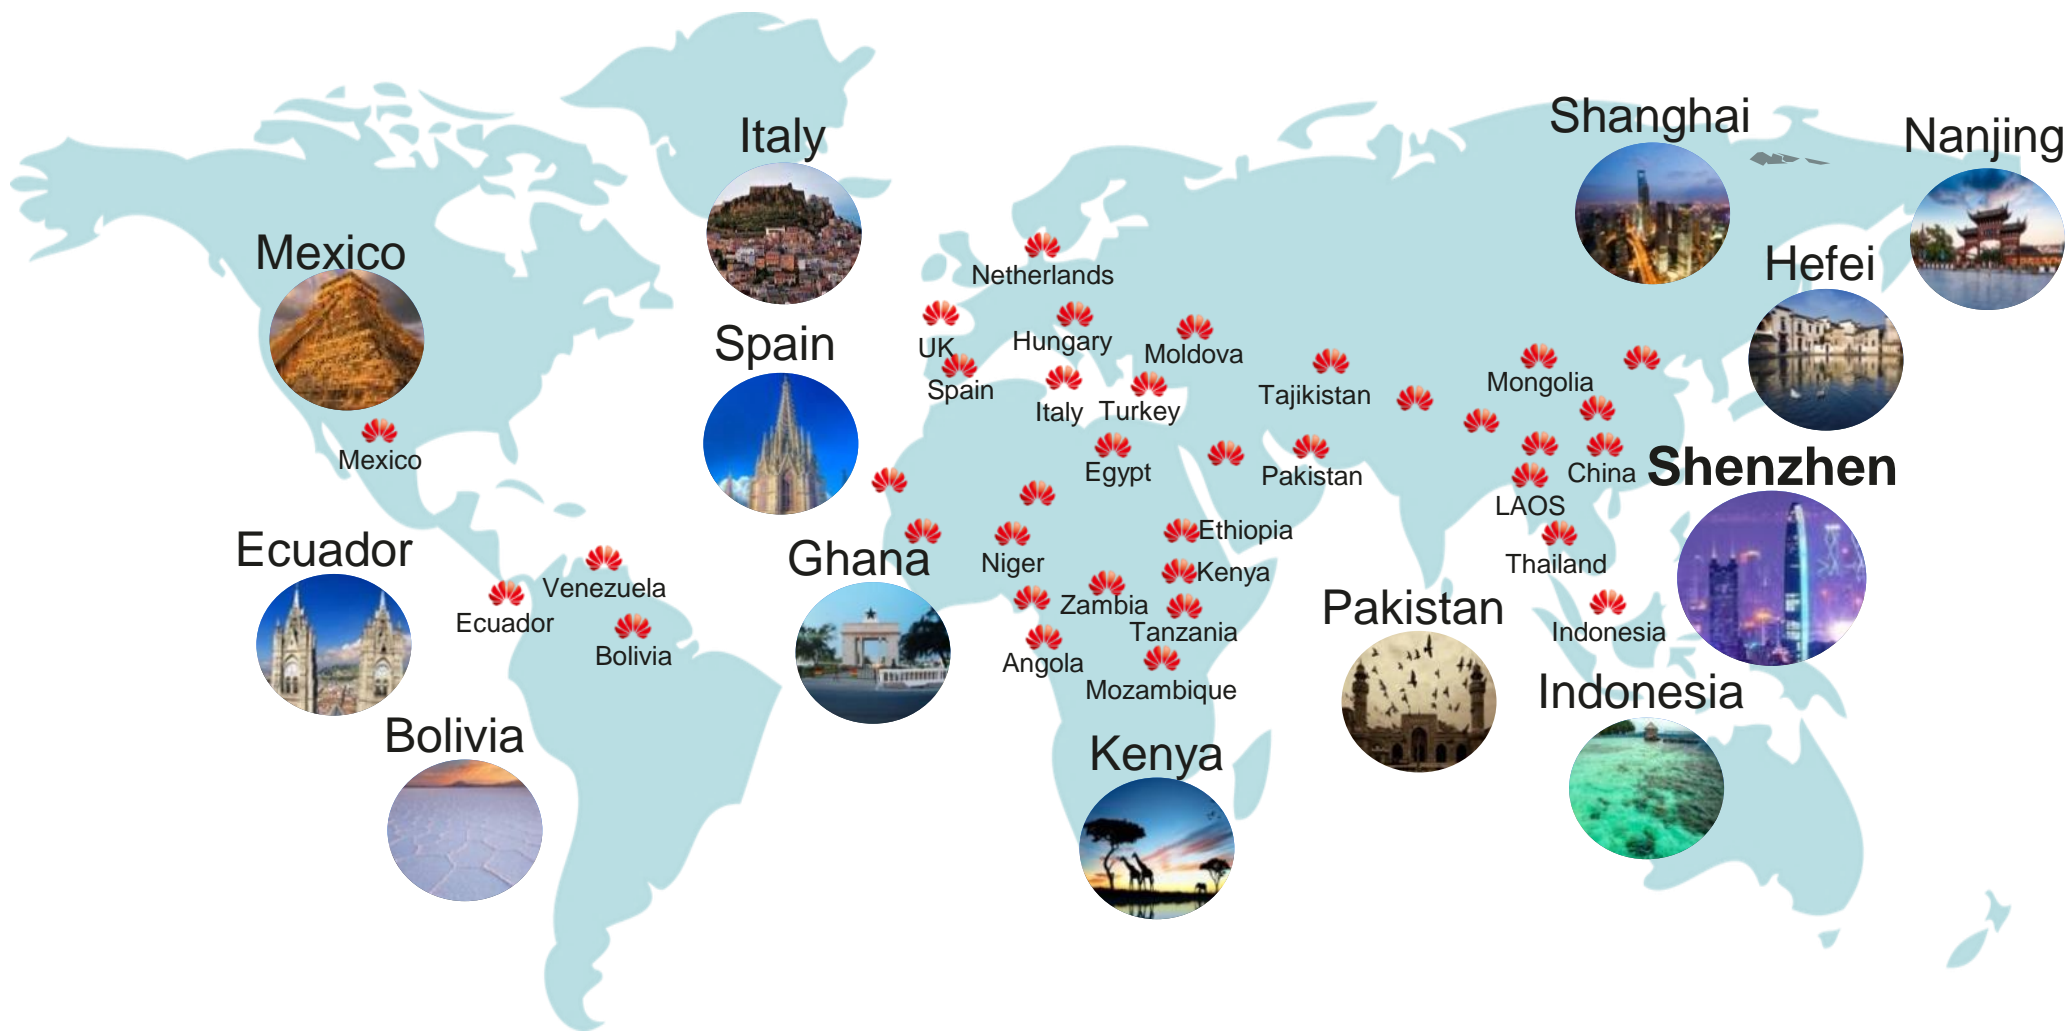 Shanghai
Italy
Nanjing
Mexico
Hefei
Netherlands
Spain
UK
Hungary
Moldova
Spain
Italy
Turkey
Tajikistan
Mongolia
Mexico
Egypt
Pakistan
China
Shenzhen
LAOS
Ecuador
Ghana
Niger
Ethiopia
Thailand
Venezuela
Kenya
Ecuador
Zambia
Pakistan
Bolivia
Tanzania
Indonesia
Angola
Mozambique
Indonesia
Bolivia
Kenya